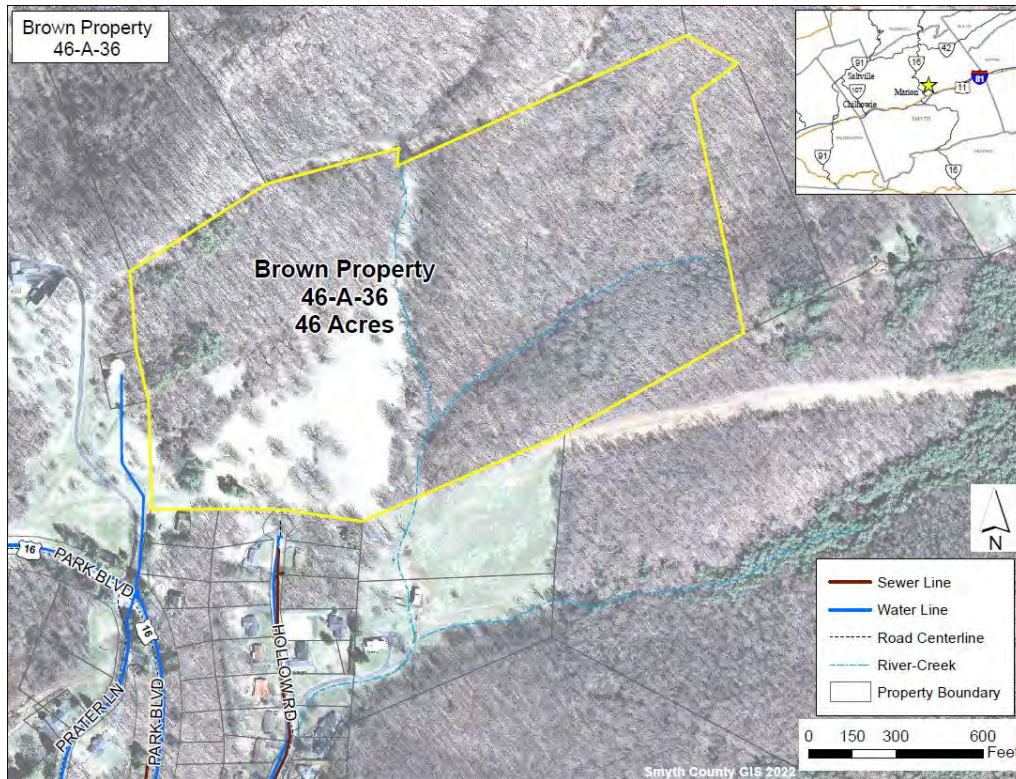 Brown Property
46-A-36
42
91
16
Saltville
81
107
Marion
11
Chilhowie
SMYTH
91
16
Brown Property
46-A-36
46 Acres
16
PARK BLVD
16
PRATER LN
PARK BLVD
HOLLOW RD
N
Sewer Line
Water Line
Road Centerline
River-Creek
Property Boundary
0 150 300 600
Feet
Smyth County GIS 2022